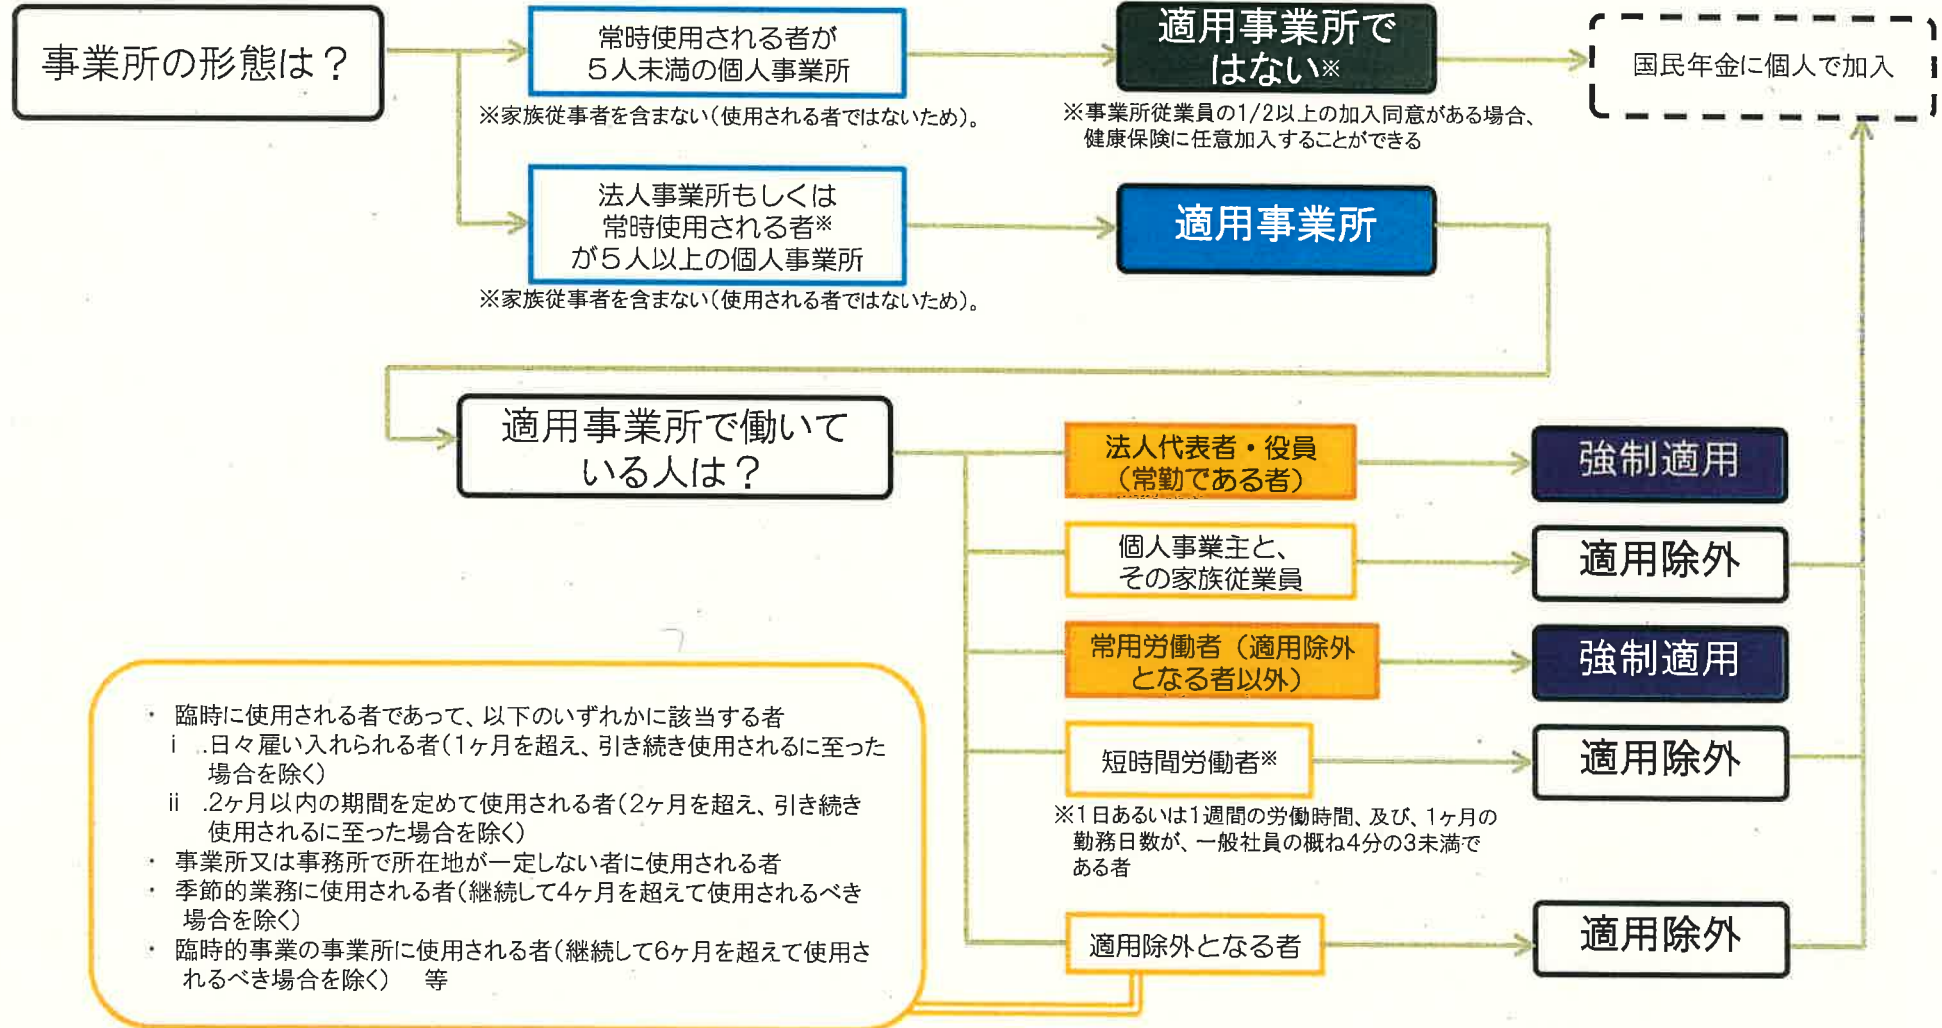 事業所の形態は？
常時使用される者が
５人未満の個人事業所
※家族従事者を含まない（使用される者ではないため）。
適用事業所で
はない※
※事業所従業員の1/2以上の加入同意がある場合、
健康保険に任意加入することができる
国民年金に個人で加入
法人事業所もしくは
常時使用される者※
が５人以上の個人事業所
※家族従事者を含まない（使用される者ではないため）。
適用事業所
適用事業所で働いて
いる人は？
法人代表者・役員
（常勤である者）
強制適用
個人事業主と、
その家族従業員
適用除外
常用労働者（適用除外
となる者以外）
強制適用
短時間労働者※
適用除外
※1日あるいは1週間の労働時間、及び、1ヶ月の
勤務日数が、一般社員の概ね4分の3未満で
ある者
適用除外となる者
適用除外
・ 臨時に使用される者であって、以下のいずれかに該当する者
ⅰ .日々雇い入れられる者（1ヶ月を超え、引き続き使用されるに至った
場合を除く）
ⅱ .2ヶ月以内の期間を定めて使用される者（2ヶ月を超え、引き続き
使用されるに至った場合を除く）
・ 事業所又は事務所で所在地が一定しない者に使用される者
・ 季節的業務に使用される者（継続して4ヶ月を超えて使用されるべき
場合を除く）
・ 臨時的事業の事業所に使用される者（継続して6ヶ月を超えて使用さ
れるべき場合を除く） 等